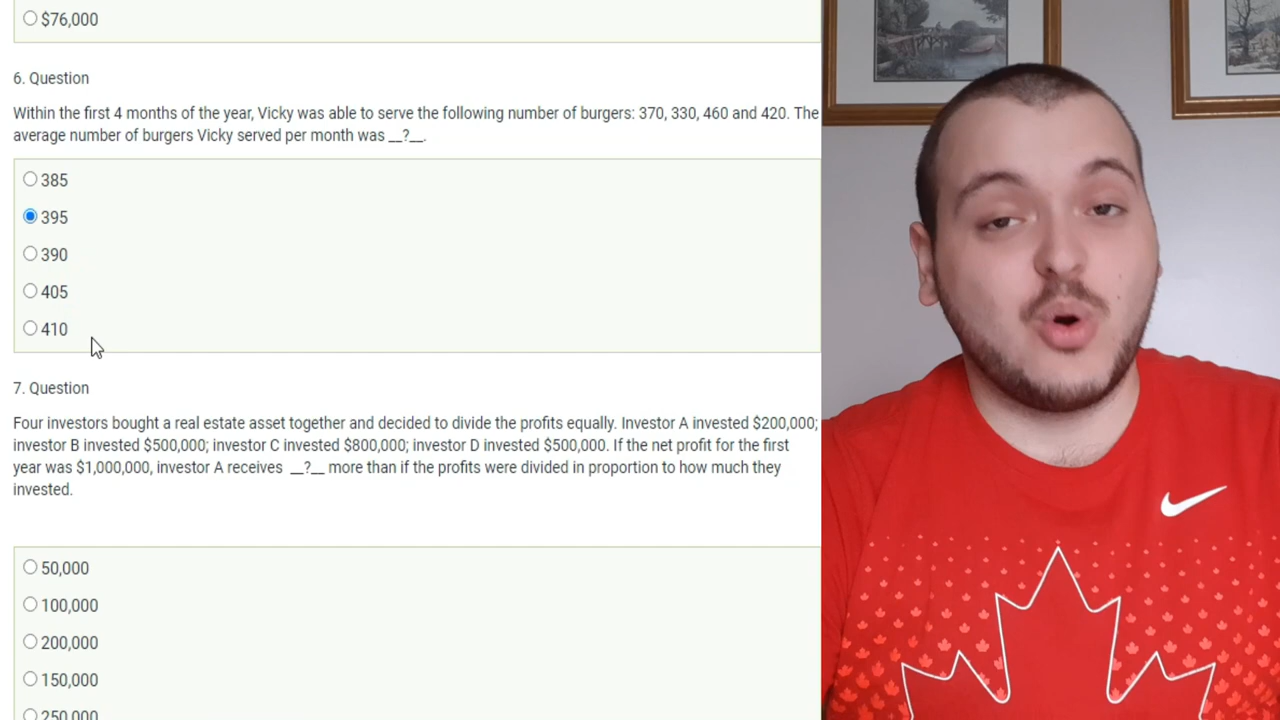 $76,000
6. Question
Within the first 4 months of the year, Vicky was able to serve the following number of burgers: 370, 330, 460 and 420. The
average number of burgers Vicky served per month was __?__.
385
395
390
405
410
7. Question
Four investors bought a real estate asset together and decided to divide the profits equally. Investor A invested $200,000;
investor B invested $500,000; investor C invested $800,000; investor D invested $500,000. If the net profit for the first
year was $1,000,000, investor A receives __?__ more than if the profits were divided in proportion to how much they
invested.
50,000
100,000
200,000
150,000
250,000